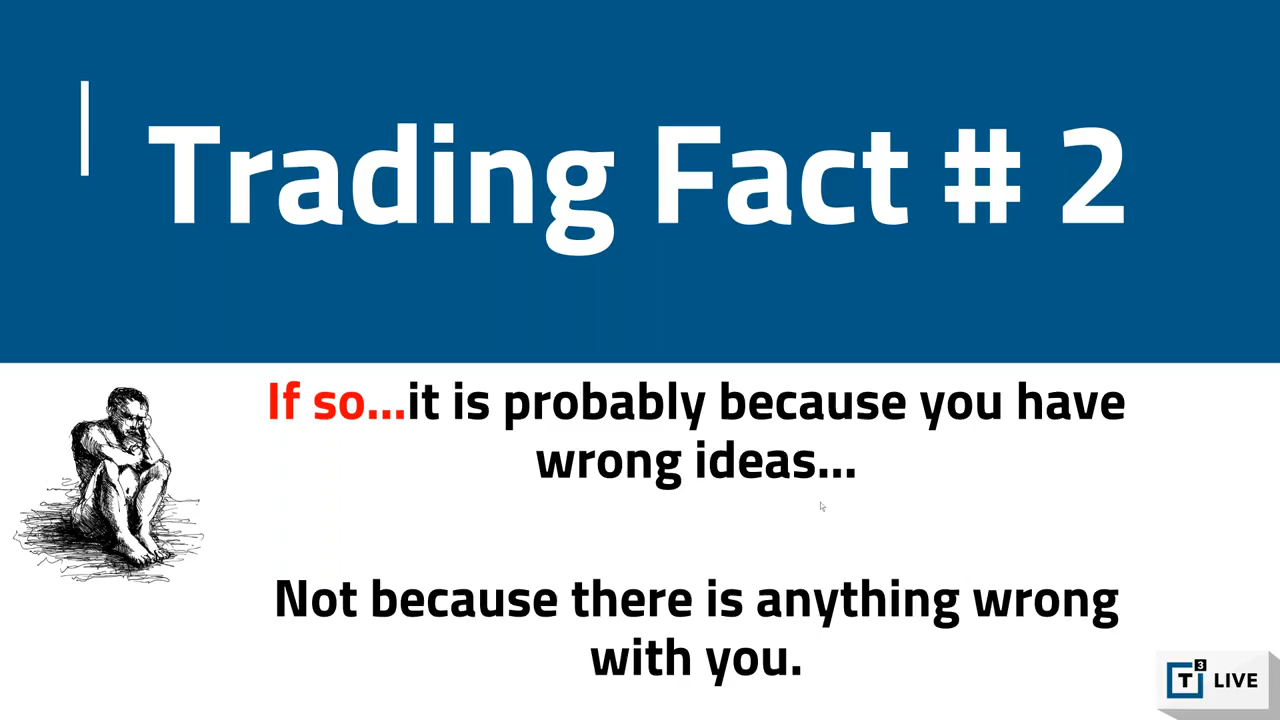 Trading Fact # 2
If so...it is probably because you have
wrong ideas...
Not because there is anything wrong
with you.
T3 LIVE